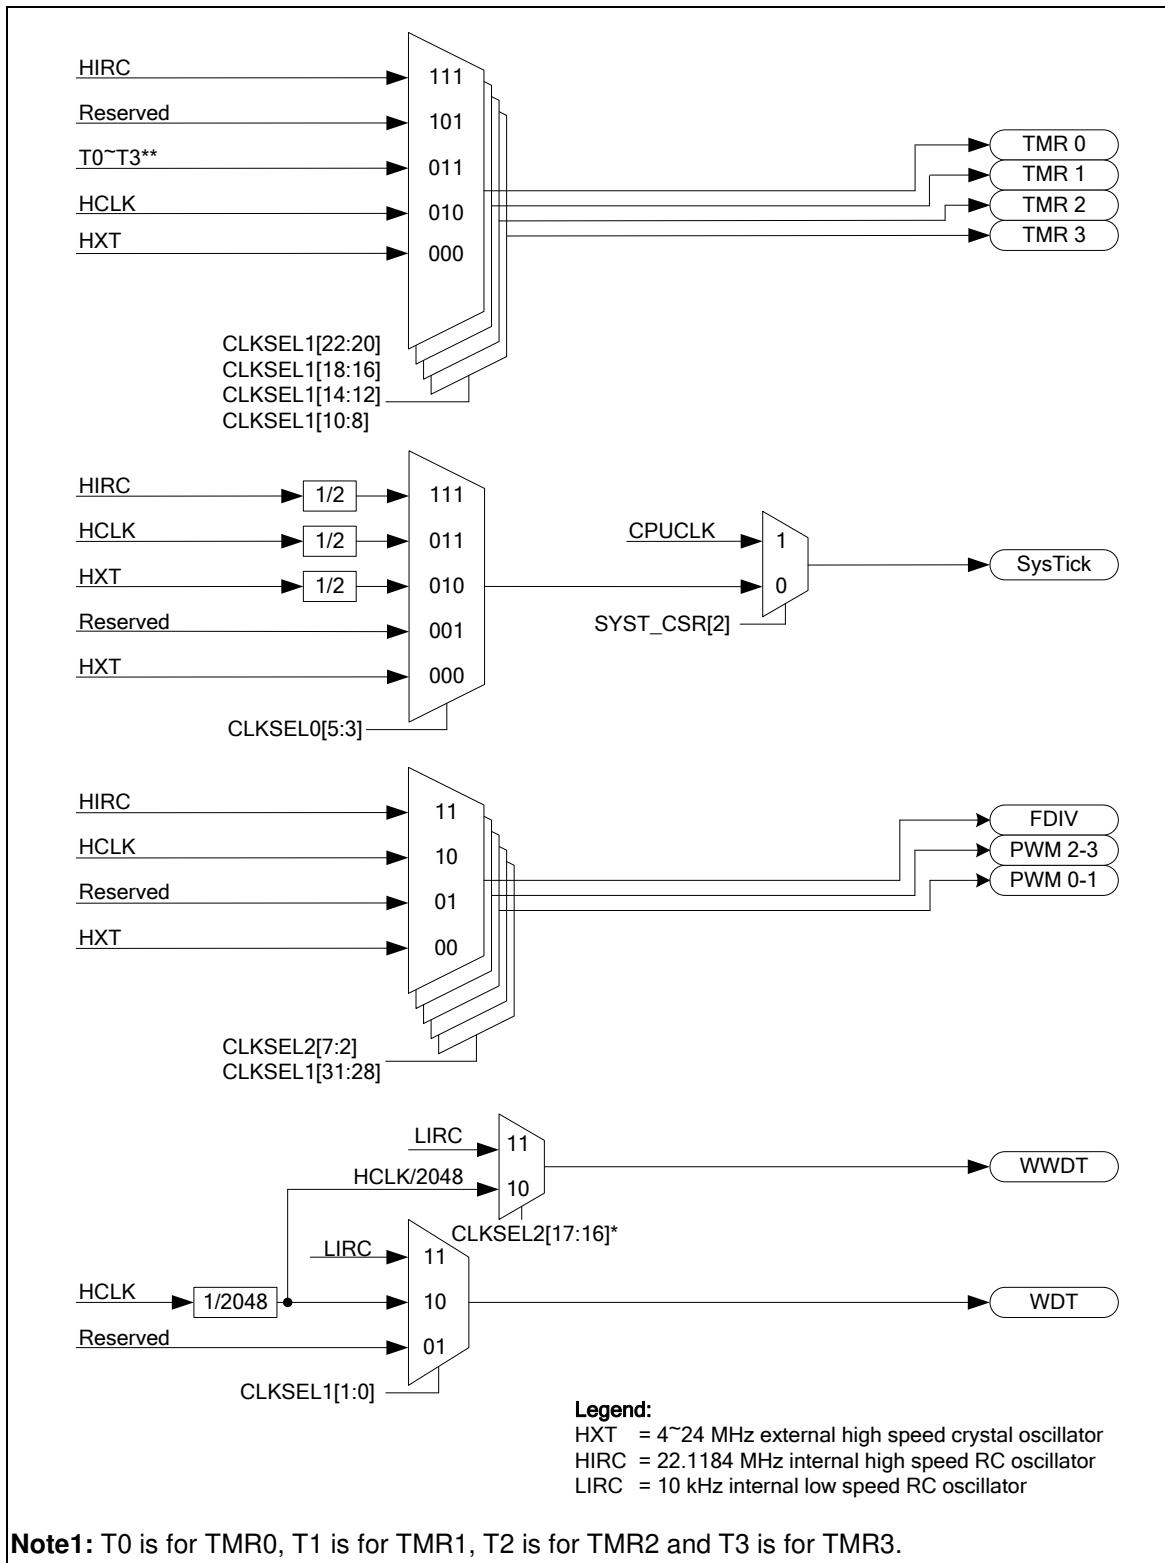 HIRC
111
Reserved
101
T0~T3**
011
HCLK
010
HXT
000
TMR 0
TMR 1
TMR 2
TMR 3
CLKSEL1[22:20]
CLKSEL1[18:16]
CLKSEL1[14:12]
CLKSEL1[10:8]
HIRC
1/2
111
HCLK
1/2
011
HXT
1/2
010
Reserved
001
HXT
000
CLKSEL0[5:3]
CPUCLK
1
0
SYST_CSR[2]
SysTick
HIRC
11
HCLK
10
Reserved
01
HXT
00
FDIV
PWM 2-3
PWM 0-1
CLKSEL2[7:2]
CLKSEL1[31:28]
LIRC
11
HCLK/2048
10
WWDT
CLKSEL2[17:16]*
LIRC
11
HCLK
1/2048
10
WDT
Reserved
01
CLKSEL1[1:0]
Legend:
HXT = 4~24 MHz external high speed crystal oscillator
HIRC = 22.1184 MHz internal high speed RC oscillator
LIRC = 10 kHz internal low speed RC oscillator
Note1: T0 is for TMR0, T1 is for TMR1, T2 is for TMR2 and T3 is for TMR3.